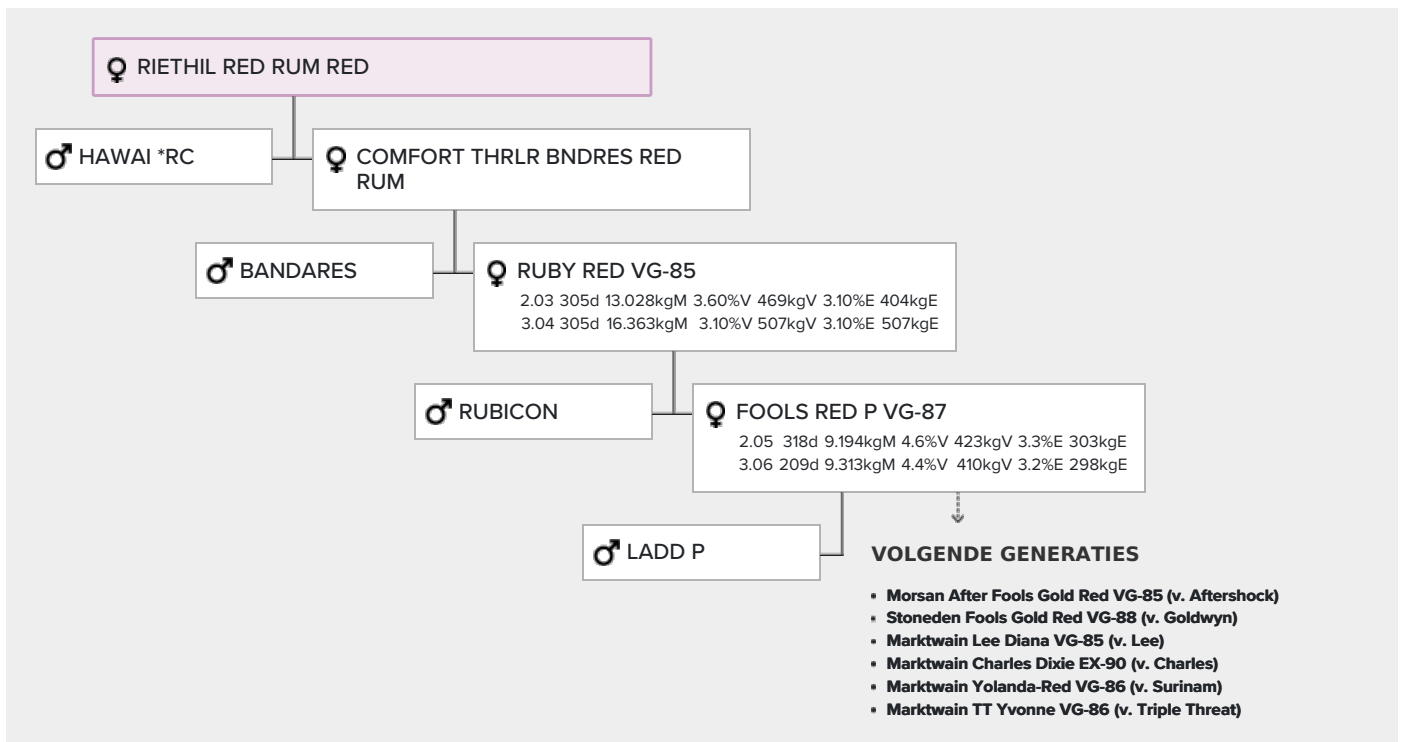 RIETHIL RED RUM RED
HAWAI *RC
COMFORT THRLR BNDRES RED
RUM
BANDARES
RUBY RED VG-85
2.03 305d 13.028kgM 3.60%V 469kgV 3.10%E 404kgE
3.04 305d 16.363kgM 3.10%V 507kgV 3.10%E 507kgE
RUBICON
FOOLS RED P VG-87
2.05 318d 9.194kgM 4.6%V 423kgV 3.3%E 303kgE
3.06 209d 9.313kgM 4.4%V 410kgV 3.2%E 298kgE
LADD P
VOLGENDE GENERATIES
• Morsan After Fools Gold Red VG-85 (v. Aftershock)
• Stoneden Fools Gold Red VG-88 (v. Goldwyn)
• Marktwain Lee Diana VG-85 (v. Lee)
• Marktwain Charles Dixie EX-90 (v. Charles)
• Marktwain Yolanda-Red VG-86 (v. Surinam)
• Marktwain TT Yvonne VG-86 (v. Triple Threat)